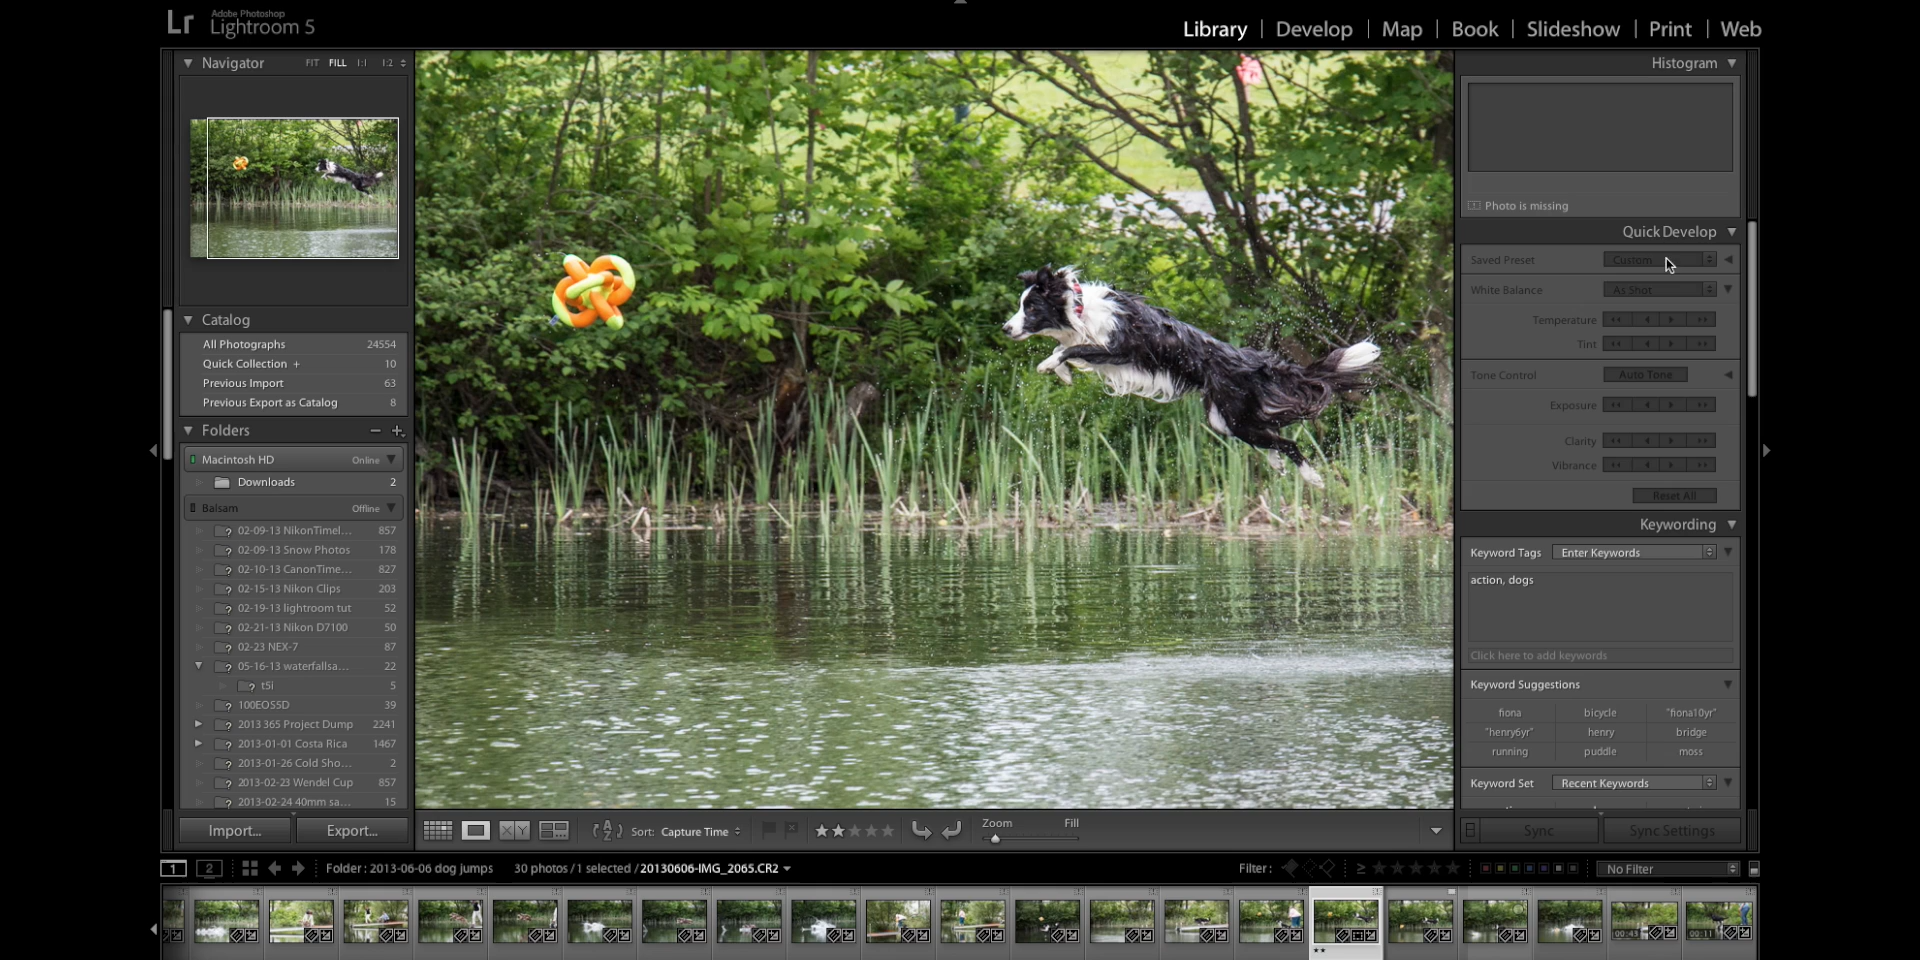 Lr Adobe Photoshop
Lightroom 5
Library | Develop | Map | Book | Slideshow | Print | Web
Navigator FIT FILL 1:1 1:2
Catalog
All Photographs 24554
Quick Collection + 10
Previous Import 63
Previous Export as Catalog 8
Folders
Macintosh HD Online
Downloads 2
Balsam Offline
02-09-13 NikonTimel... 857
02-09-13 Snow Photos 178
02-10-13 CanonTime... 827
02-15-13 Nikon Clips 203
02-19-13 lightroom tut 52
02-21-13 Nikon D7100 50
02-23 NEX-7 87
05-16-13 waterfallsa... 22
t5i 5
100EOS5D 39
2013 365 Project Dump 2241
2013-01-01 Costa Rica 1467
2013-01-26 Cold Sho... 2
2013-02-23 Wendel Cup 857
2013-02-24 40mm sa... 15
Import... Export...
Histogram
Photo is missing
Quick Develop
Saved Preset Custom
White Balance As Shot
Temperature
Tint
Tone Control Auto Tone
Exposure
Clarity
Vibrance
Reset All
Keywording
Keyword Tags Enter Keywords
action, dogs
Click here to add keywords
Keyword Suggestions
fiona bicycle "fiona10yr"
"henry6yr" henry bridge
running puddle moss
Keyword Set Recent Keywords
Sync Sync Settings
XY Sort: Capture Time Zoom Fill
1 2 Folder : 2013-06-06 dog jumps 30 photos / 1 selected / 20130606-IMG_2065.CR2 Filter : No Filter
00:43 00:11